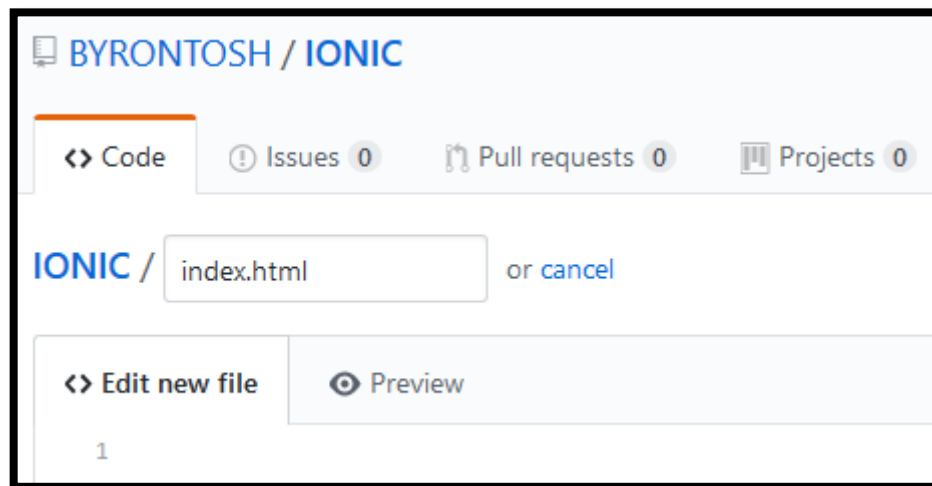 BYRONTOSH / IONIC
<> Code Issues 0 Pull requests 0 Projects 0
IONIC / index.html or cancel
<> Edit new file Preview
1